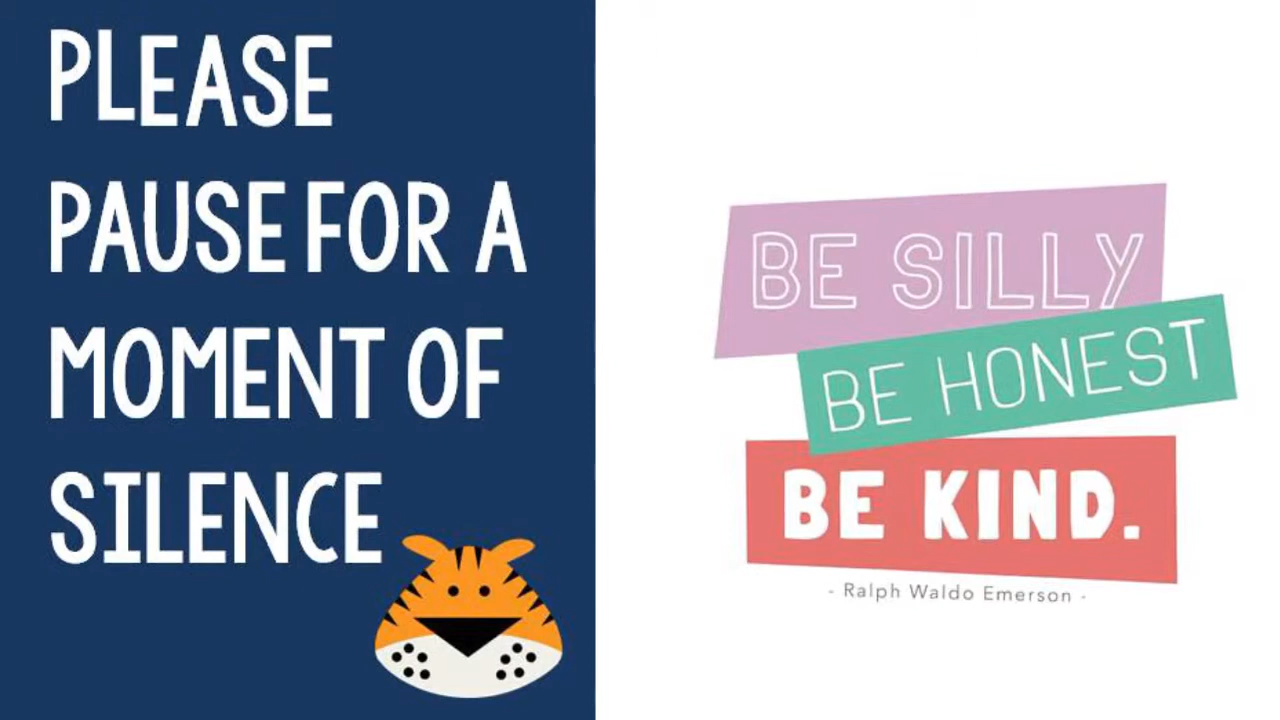 PLEASE
PAUSE FOR A
MOMENT OF
SILENCE
BE SILLY
BE HONEST
BE KIND.
- Ralph Waldo Emerson -